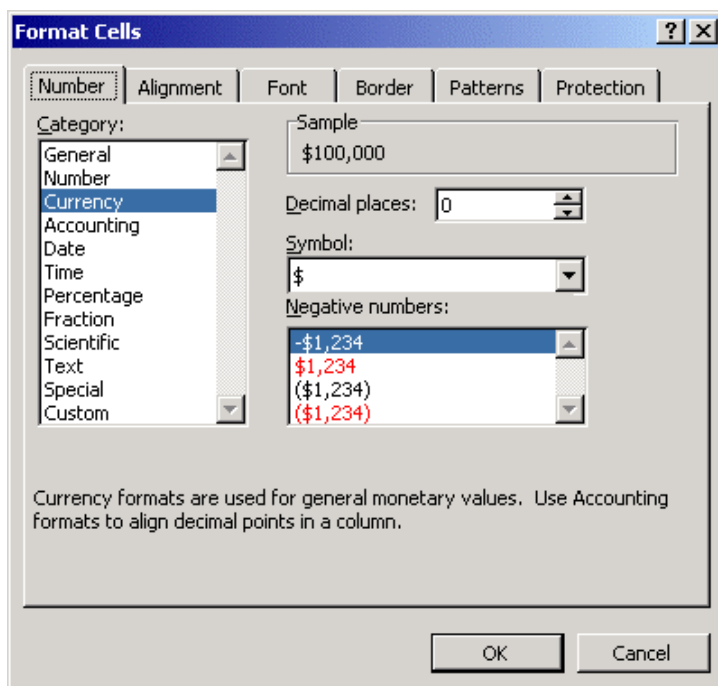 Format Cells
Number Alignment Font Border Patterns Protection
Category:
General
Number
Currency
Accounting
Date
Time
Percentage
Fraction
Scientific
Text
Special
Custom
Sample
$100,000
Decimal places: 0
Symbol:
$
Negative numbers:
-$1,234
$1,234
($1,234)
($1,234)
Currency formats are used for general monetary values.  Use Accounting
formats to align decimal points in a column.
OK Cancel